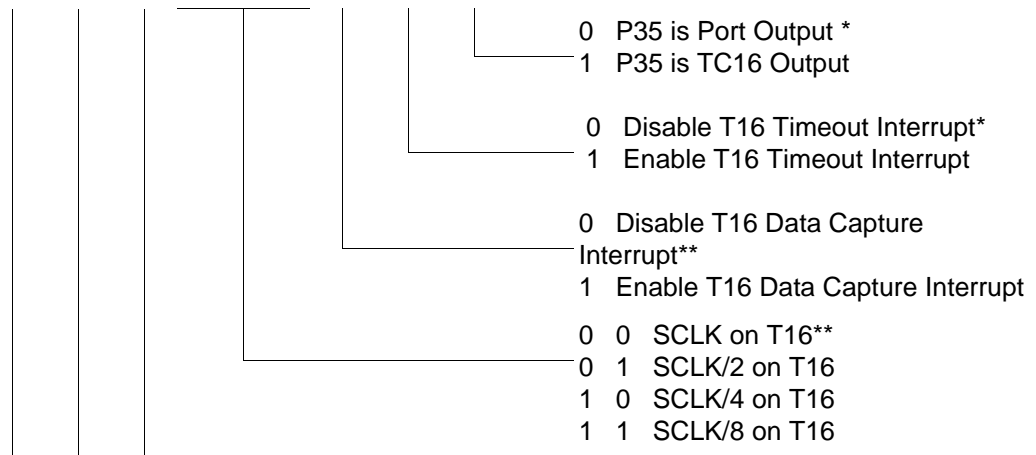 0 P35 is Port Output *
1 P35 is TC16 Output
0 Disable T16 Timeout Interrupt*
1 Enable T16 Timeout Interrupt
0 Disable T16 Data Capture
Interrupt**
1 Enable T16 Data Capture Interrupt
0 0 SCLK on T16**
0 1 SCLK/2 on T16
1 0 SCLK/4 on T16
1 1 SCLK/8 on T16